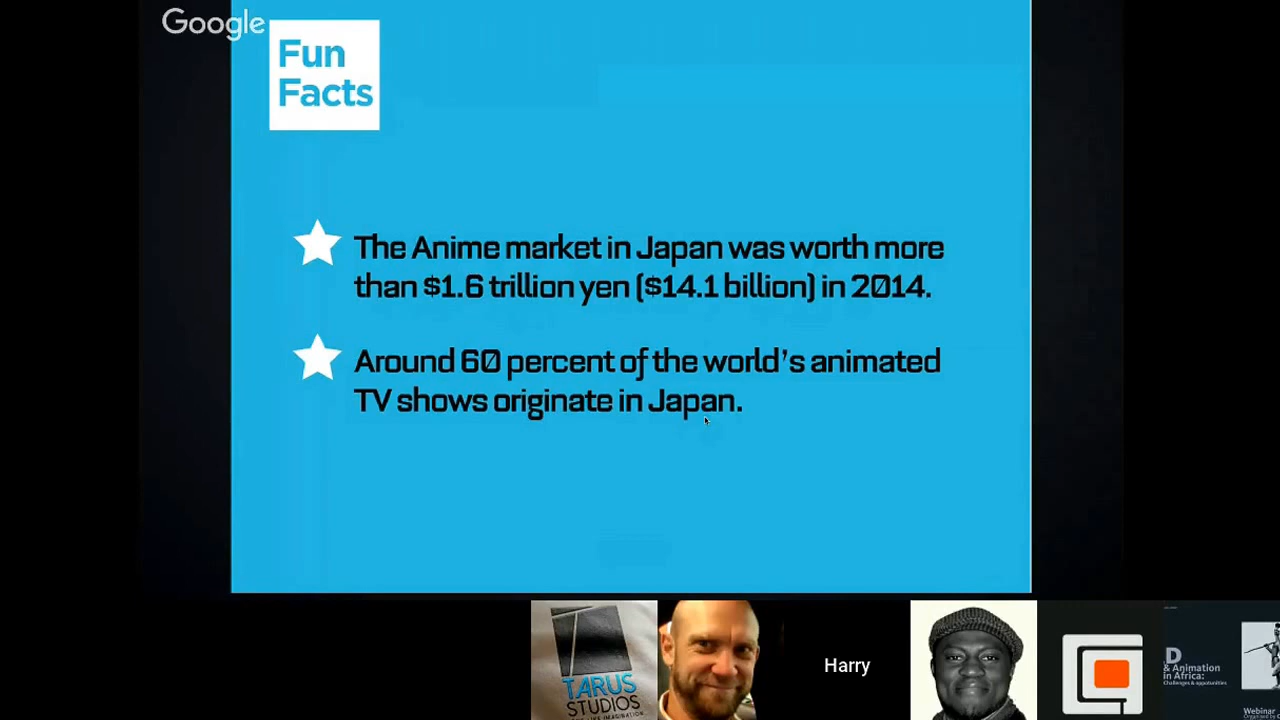 Google
Fun
Facts
The Anime market in Japan was worth more
than $1.6 trillion yen ($14.1 billion) in 2014.
Around 60 percent of the world's animated
TV shows originate in Japan.
TARUS
STUDIOS
Harry
& Animation
in Africa:
Challenges & oppotunities
Webinar